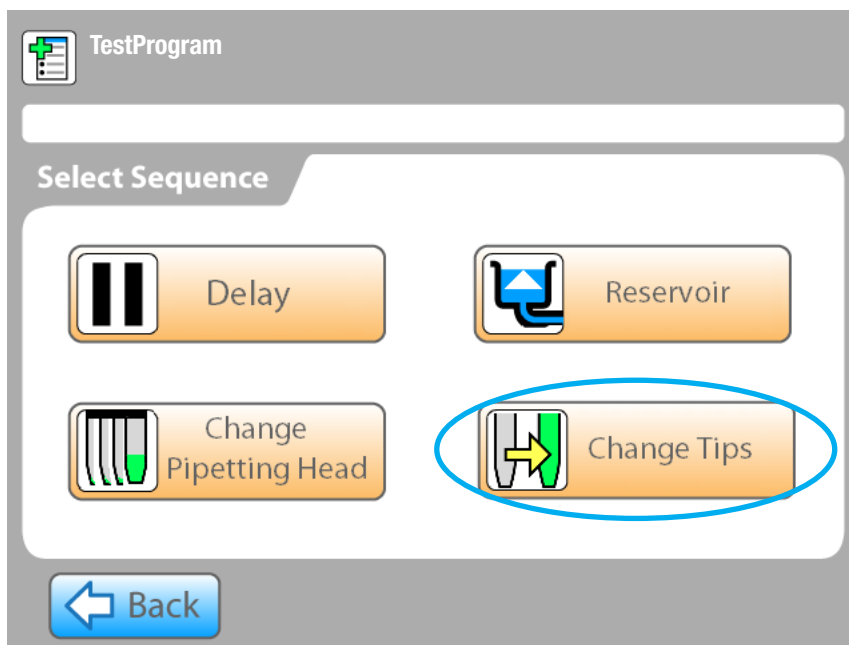 TestProgram
Select Sequence
Delay
Reservoir
Change
Pipetting Head
Change Tips
Back